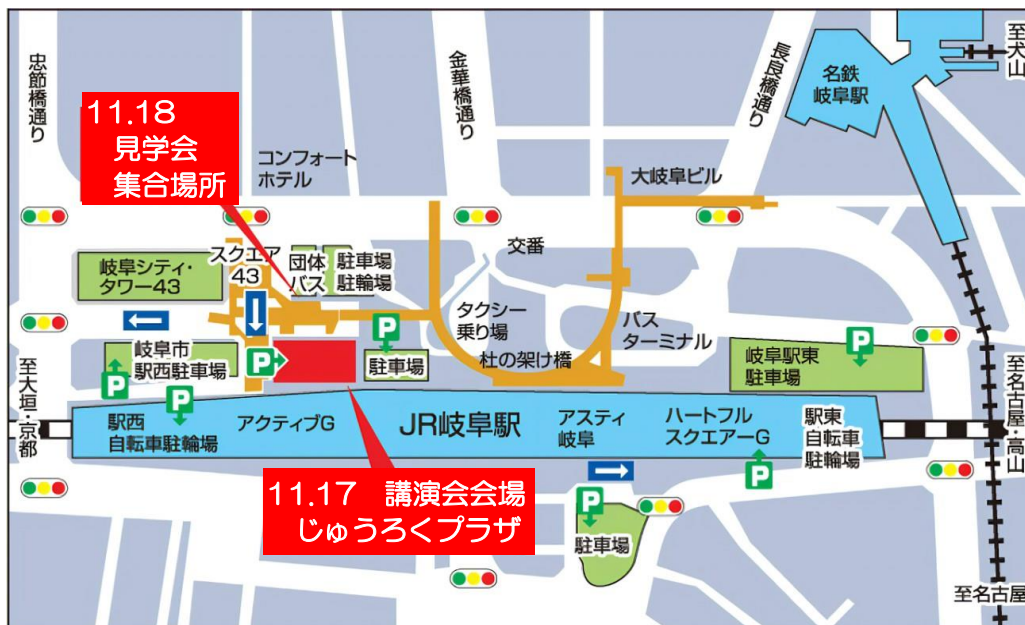 忠節橋通り
金華橋通り
長良橋通り
至犬山
名鉄
岐阜駅
11.18
見学会
集合場所
コンフォート
ホテル
大岐阜ビル
交番
スクエア
43
団体
バス
駐車場
駐輪場
岐阜シティ・
タワー43
タクシー
乗り場
バス
ターミナル
杜の架け橋
P
岐阜市
駅西駐車場
P
P
駐車場
岐阜駅東
駐車場
P
至大垣・京都
至名古屋・高山
P
駅西
自転車駐輪場
アクティブG
JR岐阜駅
アスティ
岐阜
ハートフル
スクエアーG
駅東
自転車
駐輪場
P
11.17 講演会会場
じゅうろくプラザ
P
駐車場
至名古屋